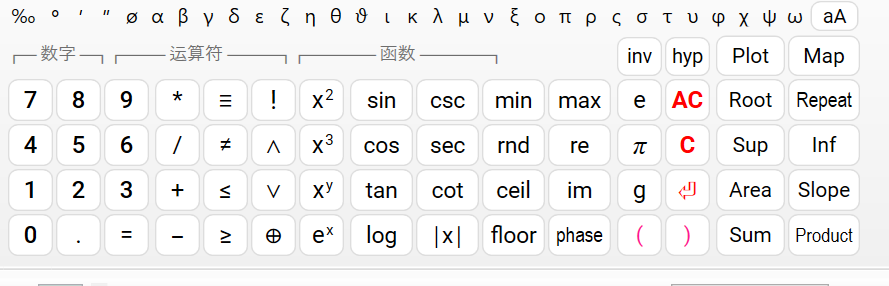 ‰ ° ′ ″ ø α β γ δ ε ζ η θ ϑ ι κ λ μ ν ξ ο π ρ ς σ τ υ φ χ ψ ω aA
数字 运算符 函数 inv hyp Plot Map
7 8 9 * ≡ ! x² sin csc min max e AC Root Repeat
4 5 6 / ≠ ∧ x³ cos sec rnd re π C Sup Inf
1 2 3 + ≤ ∨ xʸ tan cot ceil im g ⏎ Area Slope
0 . = − ≥ ⊕ eˣ log |x| floor phase ( ) Sum Product